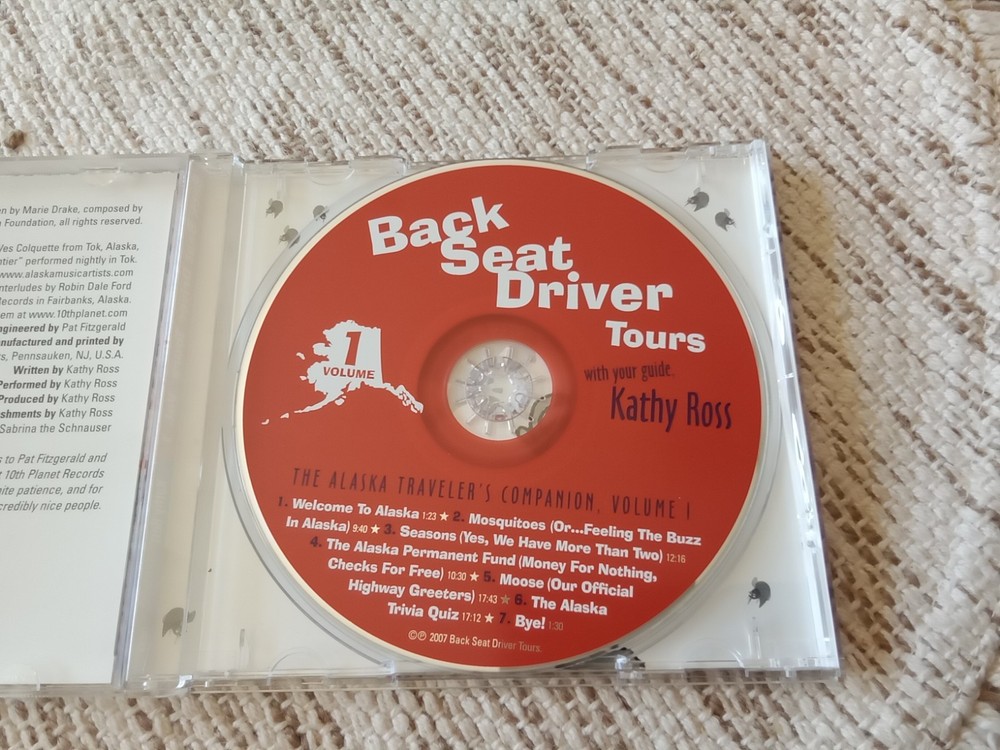 en by Marie Drake, composed by
Foundation, all rights reserved.
Wes Colquette from Tok, Alaska,
ntier" performed nightly in Tok.
www.alaskamusicartists.com
nterludes by Robin Dale Ford
Records in Fairbanks, Alaska.
em at www.10thplanet.com
ngineered by Pat Fitzgerald
nufactured and printed by
s, Pennsauken, NJ, U.S.A.
Written by Kathy Ross
Performed by Kathy Ross
Produced by Kathy Ross
shments by Kathy Ross
Sabrina the Schnauser
s to Pat Fitzgerald and
10th Planet Records
ite patience, and for
credibly nice people.
Back
Seat
Driver
Tours
with your guide,
Kathy Ross
1
VOLUME
THE ALASKA TRAVELER'S COMPANION, VOLUME I
1. Welcome To Alaska 1:23 ★ 2. Mosquitoes (Or...Feeling The Buzz
In Alaska) 9:40 ★ 3. Seasons (Yes, We Have More Than Two) 12:16
4. The Alaska Permanent Fund (Money For Nothing,
Checks For Free) 10:30 ★ 5. Moose (Our Official
Highway Greeters) 17:43 ★ 6. The Alaska
Trivia Quiz 17:12 ★ 7. Bye! 1:30
©℗ 2007 Back Seat Driver Tours.